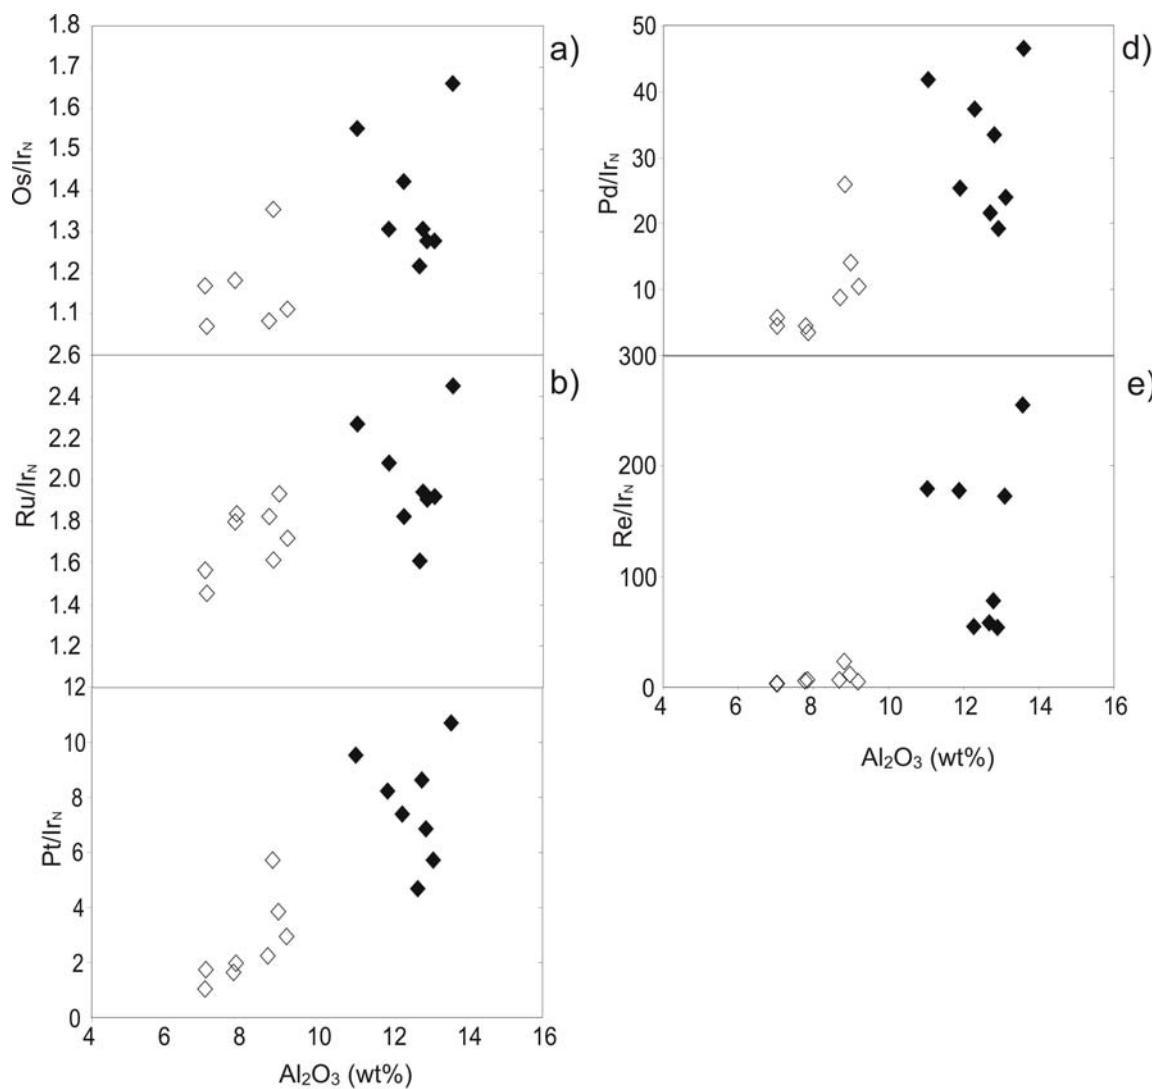 1.8
1.7
1.6
1.5
1.4
1.3
1.2
1.1
Os/IrN
a)
2.6
2.4
2.2
2.0
1.8
1.6
1.4
1.2
Ru/IrN
b)
12
10
8
6
4
2
0
Pt/IrN
4 6 8 10 12 14 16
Al₂O₃ (wt%)
50
40
30
20
10
Pd/IrN
d)
300
200
100
0
Re/IrN
e)
4 6 8 10 12 14 16
Al₂O₃ (wt%)